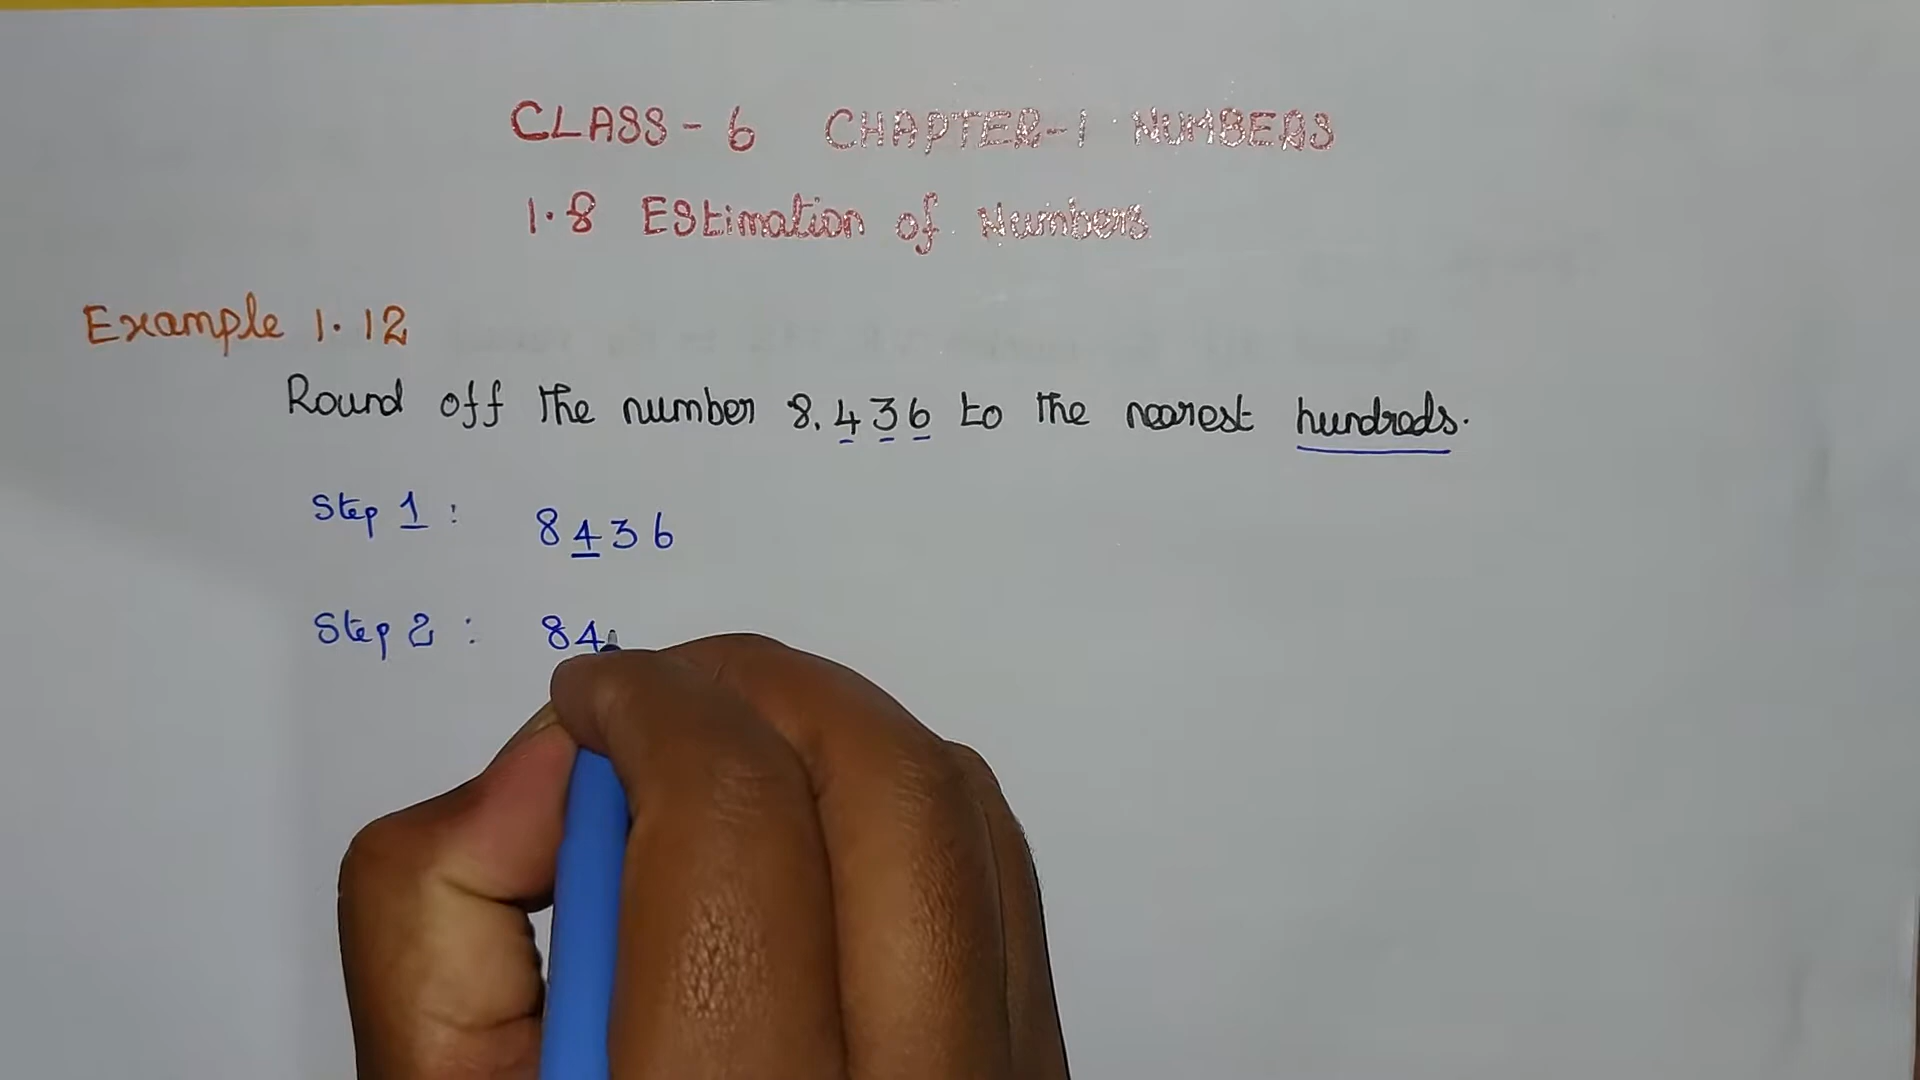 CLASS - 6 CHAPTER-1 NUMBERS
1.8 Estimation of Numbers
Example 1.12
Round off the number 8,436 to the nearest hundreds.
Step 1 : 8436
Step 2 : 84